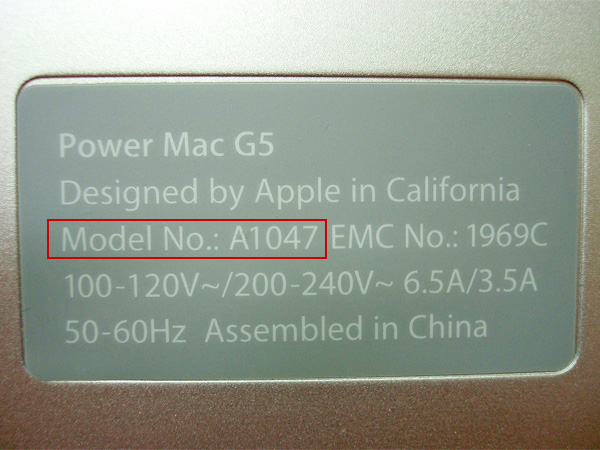 Power Mac G5
Designed by Apple in California
Model No.: A1047 EMC No.: 1969C
100-120V~/200-240V~ 6.5A/3.5A
50-60Hz Assembled in China